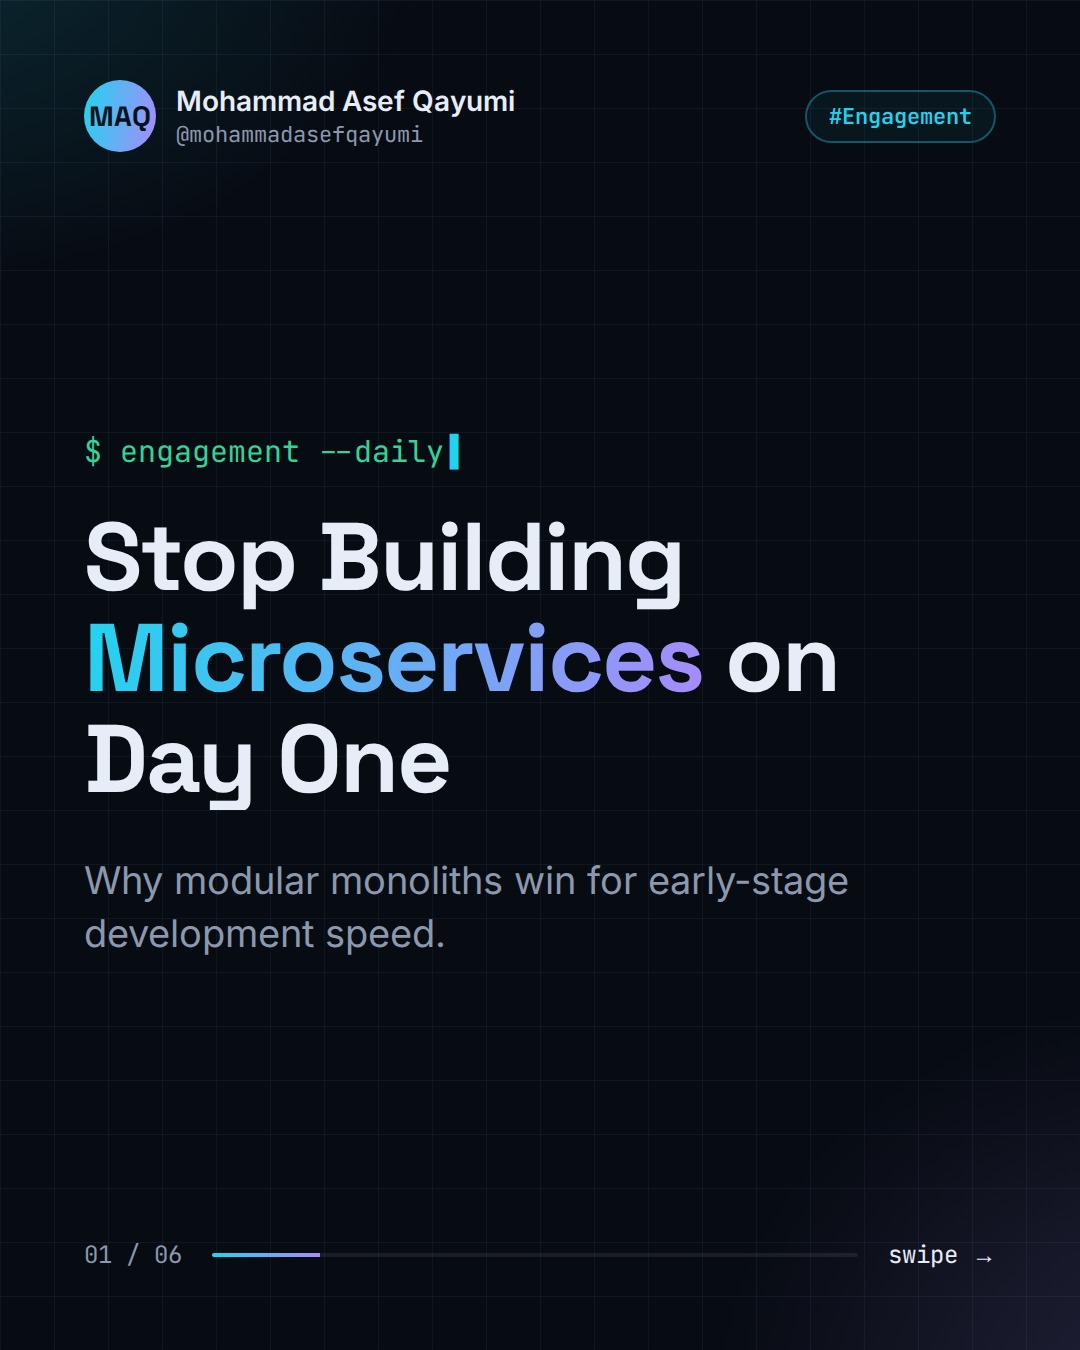 MAQ
Mohammad Asef Qayumi
@mohammadasefqayumi
#Engagement
$ engagement --daily
Stop Building
Microservices on
Day One
Why modular monoliths win for early-stage
development speed.
01 / 06
swipe →